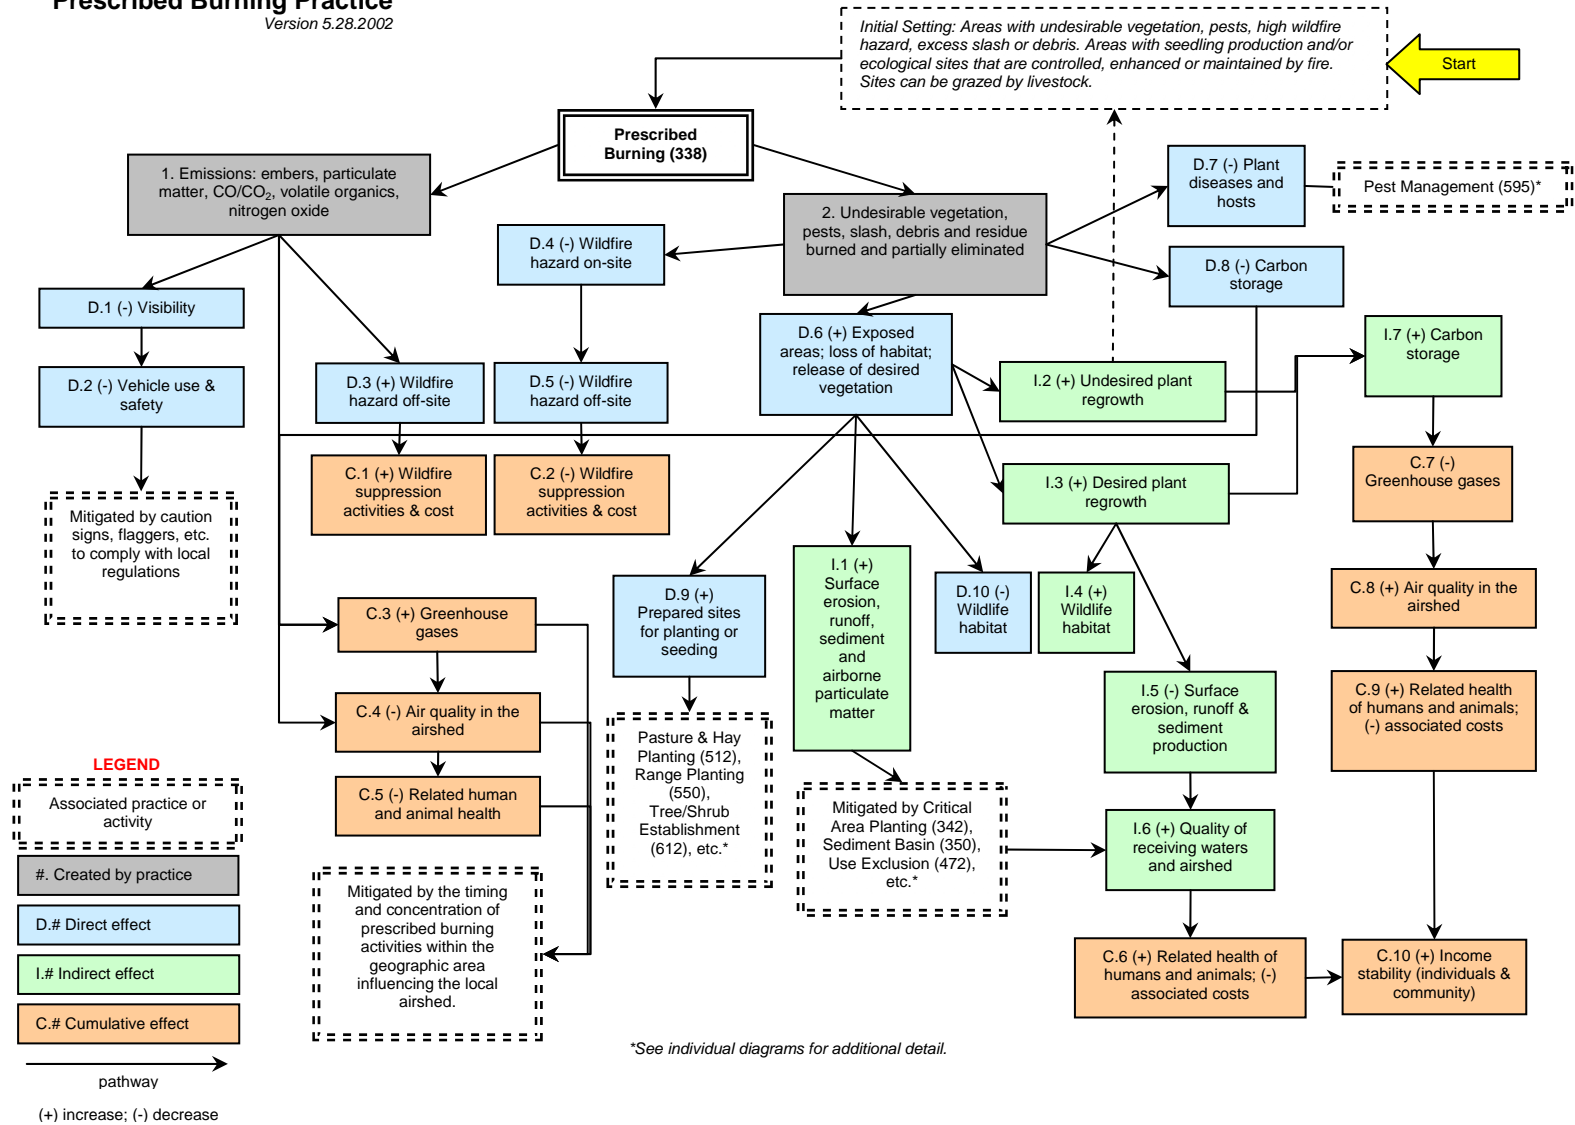 Prescribed Burning Practice
Version 5.28.2002
Initial Setting: Areas with undesirable vegetation, pests, high wildfire
hazard, excess slash or debris. Areas with seedling production and/or
ecological sites that are controlled, enhanced or maintained by fire.
Sites can be grazed by livestock.
Start
Prescribed
Burning (338)
1. Emissions: embers, particulate
matter, CO/CO2, volatile organics,
nitrogen oxide
2. Undesirable vegetation,
pests, slash, debris and residue
burned and partially eliminated
D.7 (-) Plant
diseases and
hosts
Pest Management (595)*
D.4 (-) Wildfire
hazard on-site
D.8 (-) Carbon
storage
D.1 (-) Visibility
D.6 (+) Exposed
areas; loss of habitat;
release of desired
vegetation
I.7 (+) Carbon
storage
D.2 (-) Vehicle use &
safety
D.3 (+) Wildfire
hazard off-site
D.5 (-) Wildfire
hazard off-site
I.2 (+) Undesired plant
regrowth
C.1 (+) Wildfire
suppression
activities & cost
C.2 (-) Wildfire
suppression
activities & cost
I.3 (+) Desired plant
regrowth
C.7 (-)
Greenhouse gases
Mitigated by caution
signs, flaggers, etc.
to comply with local
regulations
I.1 (+)
Surface
erosion,
runoff,
sediment
and
airborne
particulate
matter
D.9 (+)
Prepared sites
for planting or
seeding
D.10 (-)
Wildlife
habitat
I.4 (+)
Wildlife
habitat
C.8 (+) Air quality in the
airshed
C.3 (+) Greenhouse
gases
C.4 (-) Air quality in the
airshed
I.5 (-) Surface
erosion, runoff &
sediment
production
C.9 (+) Related health
of humans and animals;
(-) associated costs
Pasture & Hay
Planting (512),
Range Planting
(550),
Tree/Shrub
Establishment
(612), etc.*
C.5 (-) Related human
and animal health
Mitigated by Critical
Area Planting (342),
Sediment Basin (350),
Use Exclusion (472),
etc.*
I.6 (+) Quality of
receiving waters
and airshed
Mitigated by the timing
and concentration of
prescribed burning
activities within the
geographic area
influencing the local
airshed.
C.6 (+) Related health of
humans and animals; (-)
associated costs
C.10 (+) Income
stability (individuals &
community)
LEGEND
Associated practice or
activity
#. Created by practice
D.# Direct effect
I.# Indirect effect
C.# Cumulative effect
pathway
(+) increase; (-) decrease
*See individual diagrams for additional detail.